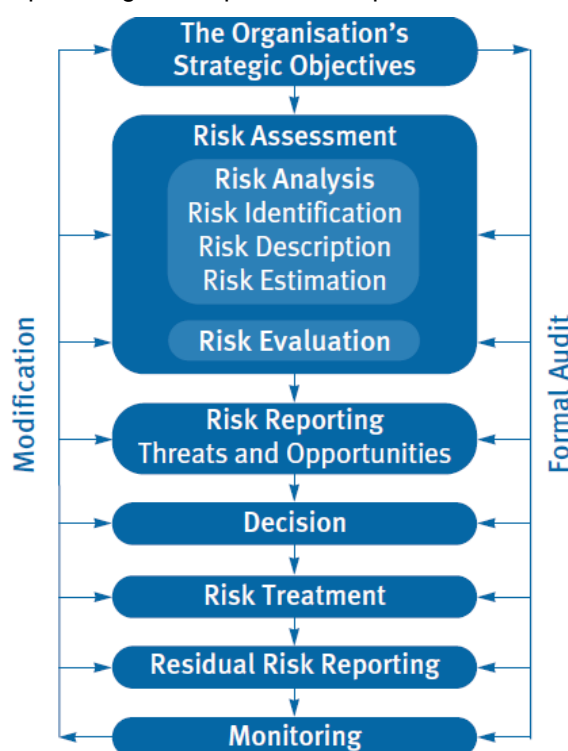 The Organisation's
Strategic Objectives
Risk Assessment
Risk Analysis
Risk Identification
Risk Description
Risk Estimation
Risk Evaluation
Risk Reporting
Threats and Opportunities
Decision
Risk Treatment
Residual Risk Reporting
Monitoring
Modification
Formal Audit